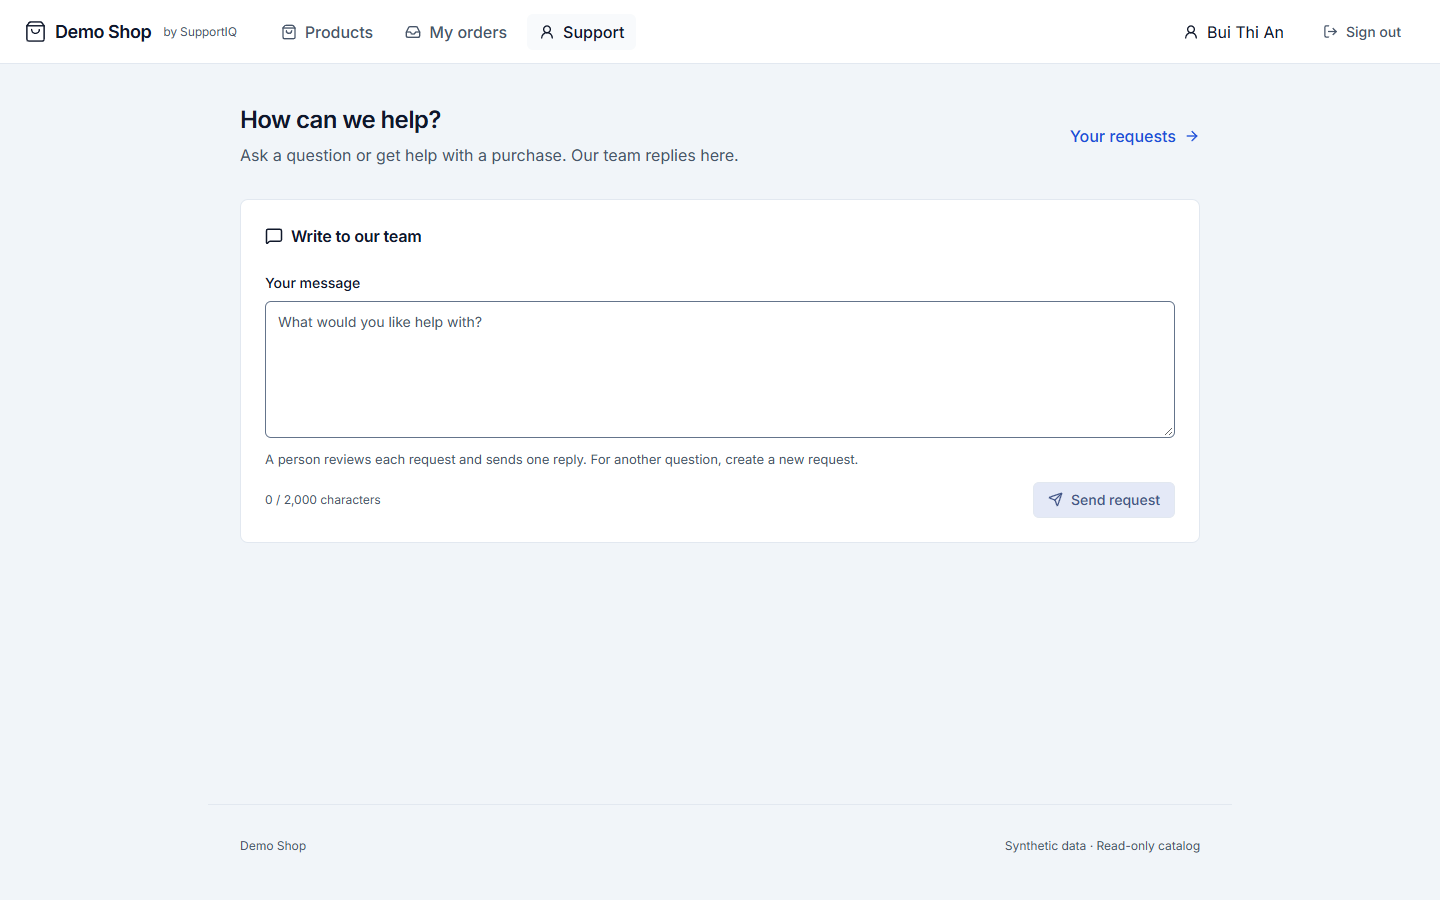 Demo Shop by SupportIQ Products My orders Support Bui Thi An Sign out
How can we help?
Ask a question or get help with a purchase. Our team replies here.
Your requests
Write to our team
Your message
What would you like help with?
A person reviews each request and sends one reply. For another question, create a new request.
0 / 2,000 characters
Send request
Demo Shop
Synthetic data · Read-only catalog